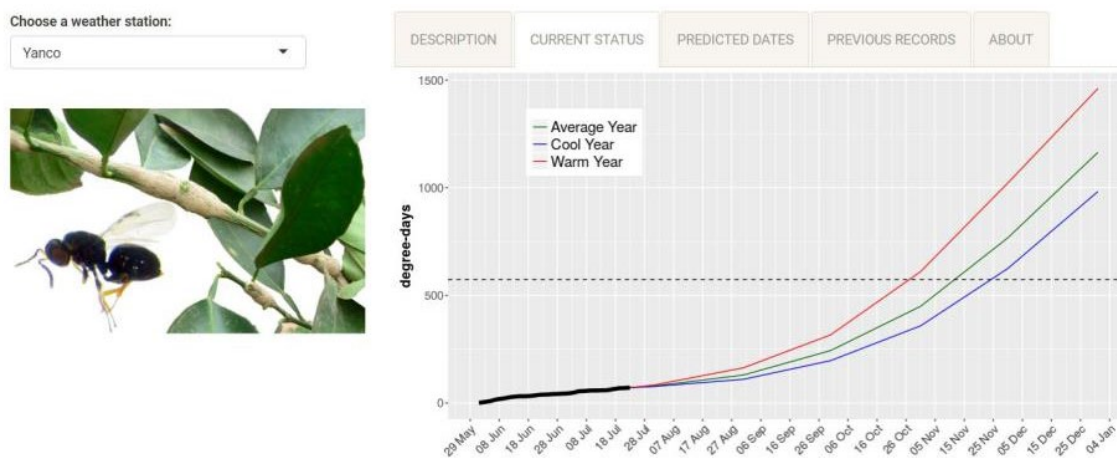 Choose a weather station:
Yanco
DESCRIPTION
CURRENT STATUS
PREDICTED DATES
PREVIOUS RECORDS
ABOUT
1500
1000
500
0
degree-days
Average Year
Cool Year
Warm Year
29 May
08 Jun
18 Jun
28 Jun
08 Jul
18 Jul
28 Jul
07 Aug
17 Aug
27 Aug
06 Sep
16 Sep
26 Sep
06 Oct
16 Oct
26 Oct
05 Nov
15 Nov
25 Nov
05 Dec
15 Dec
25 Dec
04 Jan